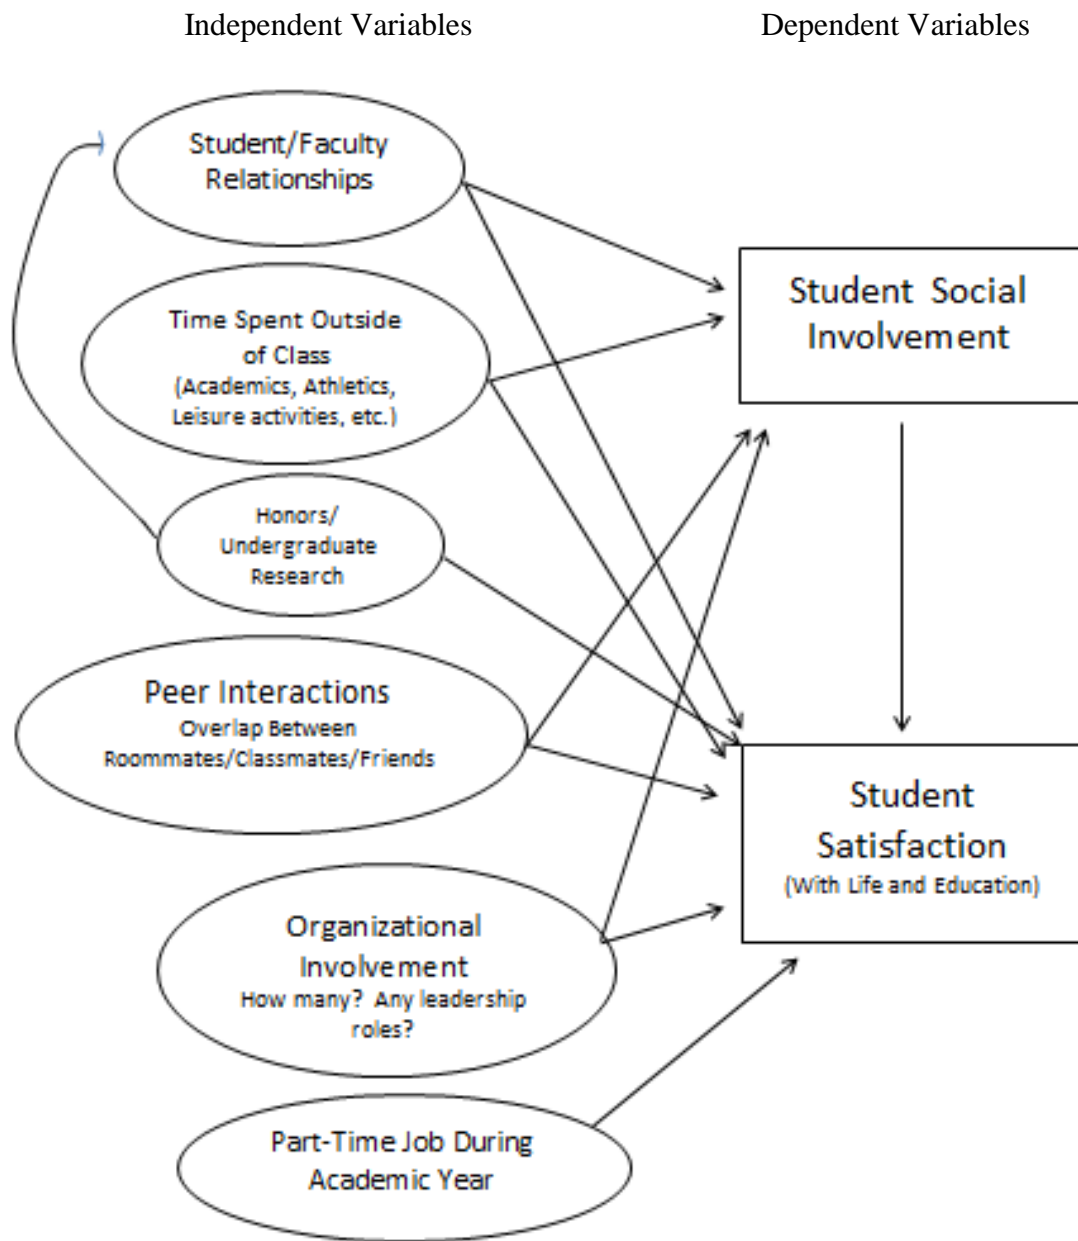 Independent Variables
Dependent Variables
Student/Faculty
Relationships
Student Social
Involvement
Time Spent Outside
of Class
(Academics, Athletics,
Leisure activities, etc.)
Honors/
Undergraduate
Research
Peer Interactions
Overlap Between
Roommates/Classmates/Friends
Student
Satisfaction
(With Life and Education)
Organizational
Involvement
How many? Any leadership
roles?
Part-Time Job During
Academic Year